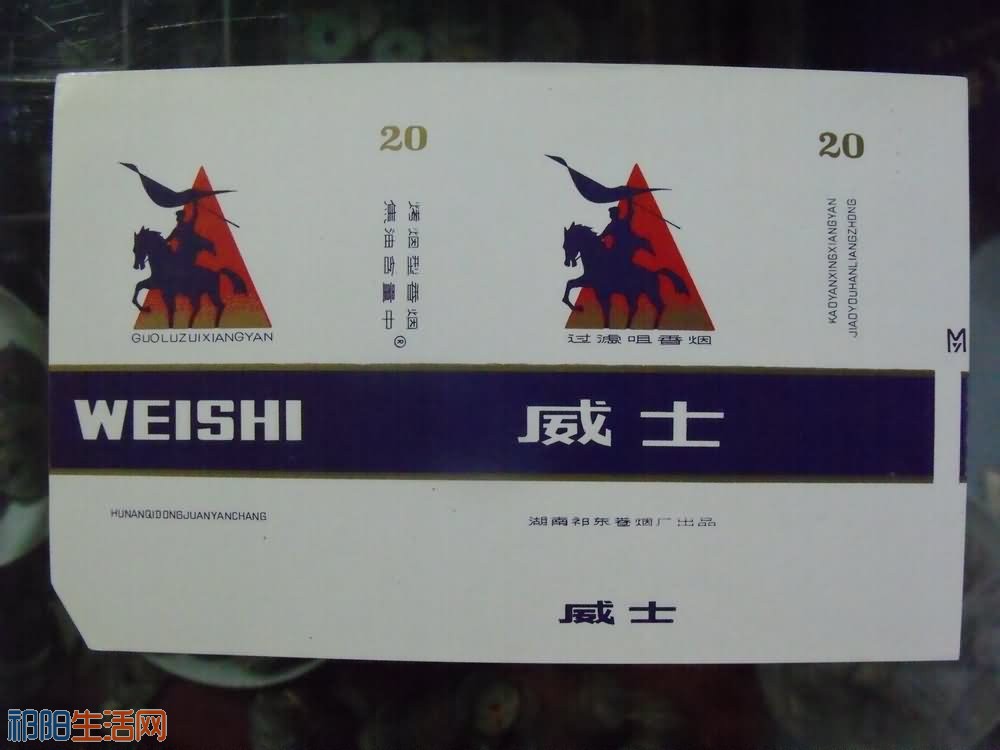 20
GUOLUZUIXIANGYAN
烤烟型香烟®
焦油含量中
WEISHI
HUNANQIDONGJUANYANCHANG
过滤咀香烟
威士
湖南祁东卷烟厂出品
威士
20
KAOYANXINGXIANGYAN
JIAOYOUHANLIANGZHONG
祁阳生活网